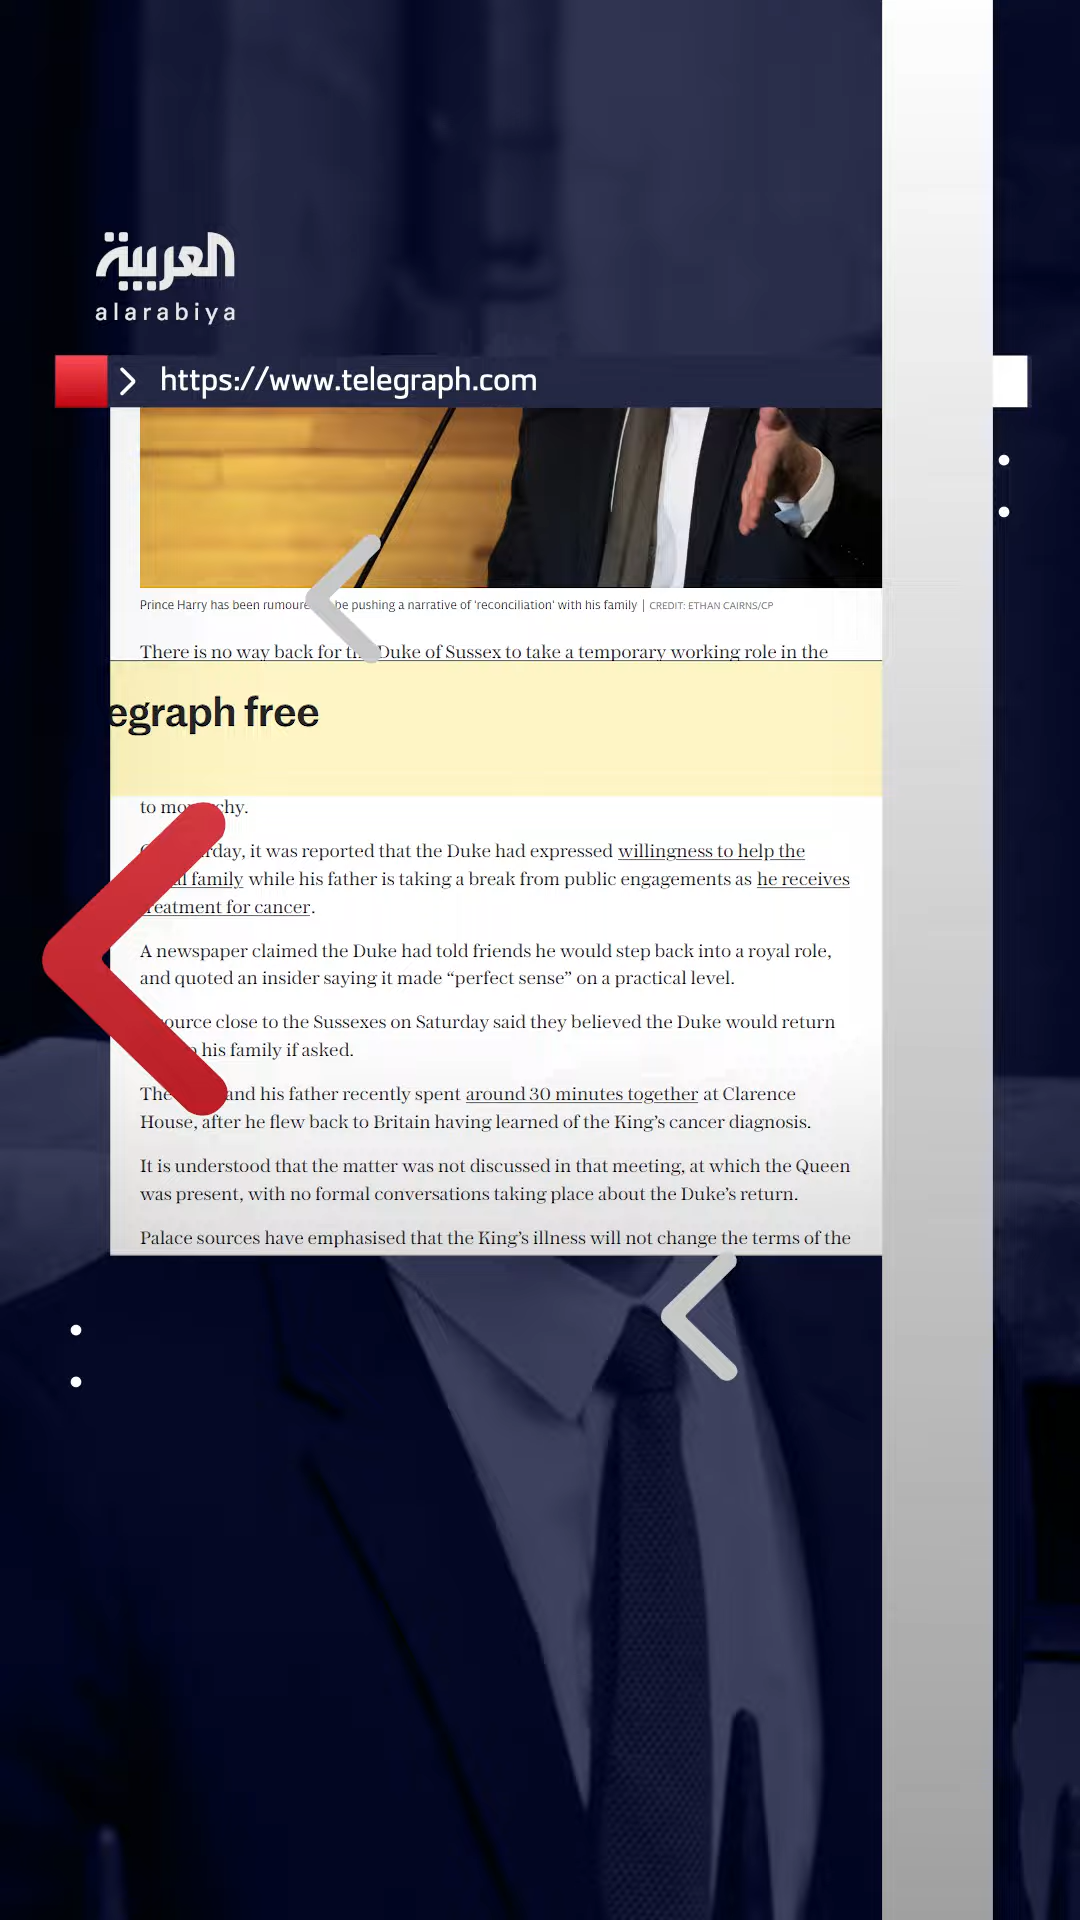 العربية
alarabiya
https://www.telegraph.com
Prince Harry has been be pushing a narrative of 'reconciliation' with his family | CREDIT: ETHAN CAIRNS/CP
There is no way back for Duke of Sussex to take a temporary working role in the
egraph free
to
it was reported that the Duke had expressed willingness to help the
family while his father is taking a break from public engagements as he receives
treatment for cancer.
A newspaper claimed the Duke had told friends he would step back into a royal role,
and quoted an insider saying it made “perfect sense” on a practical level.
source close to the Sussexes on Saturday said they believed the Duke would return
his family if asked.
The and his father recently spent around 30 minutes together at Clarence
House, after he flew back to Britain having learned of the King’s cancer diagnosis.
It is understood that the matter was not discussed in that meeting, at which the Queen
was present, with no formal conversations taking place about the Duke’s return.
Palace sources have emphasised that the King’s illness will not change the terms of the